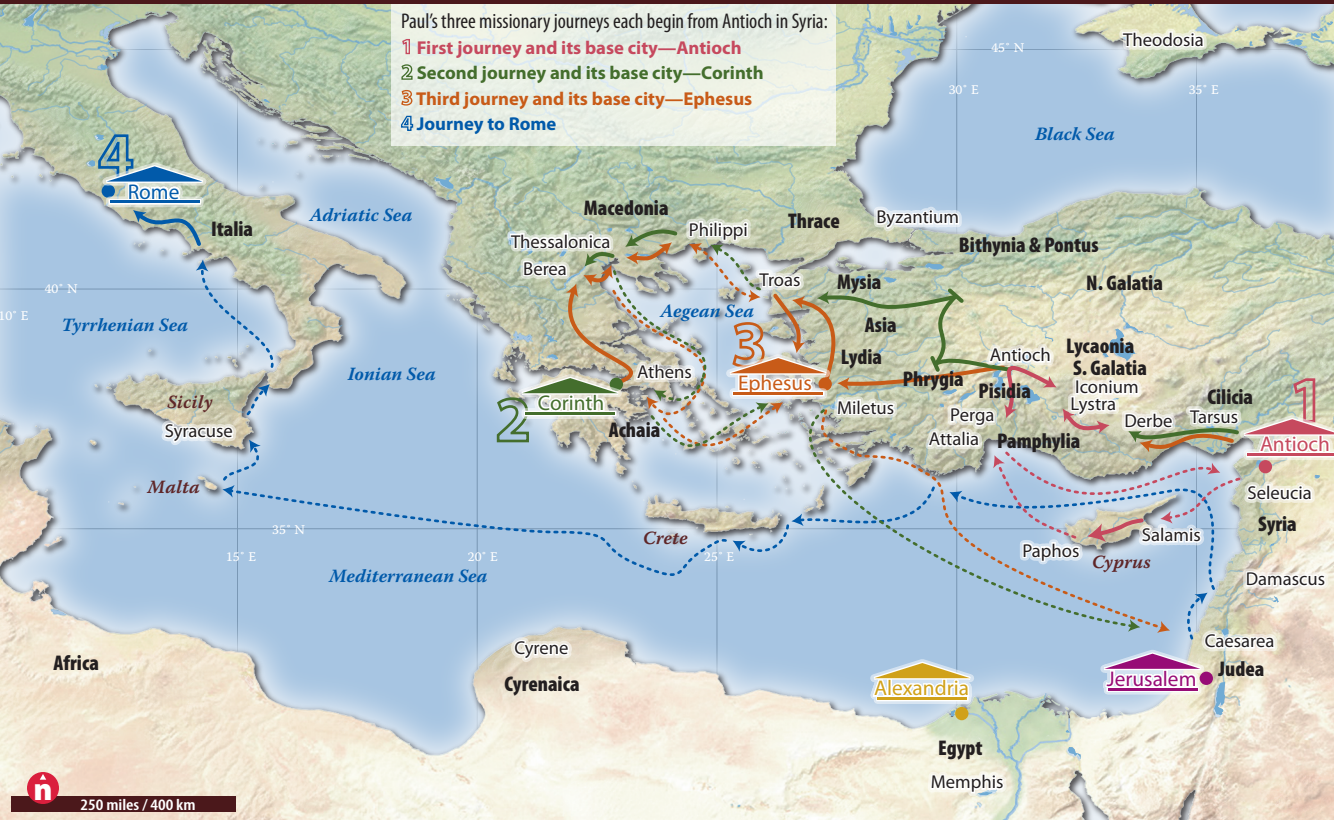 Paul's three missionary journeys each begin from Antioch in Syria:
1 First journey and its base city—Antioch
2 Second journey and its base city—Corinth
3 Third journey and its base city—Ephesus
4 Journey to Rome
Theodosia
45° N
30° E
35° E
Black Sea
4
Rome
Adriatic Sea
Italia
Macedonia
Thrace
Byzantium
Philippi
Thessalonica
Berea
Bithynia & Pontus
Troas
Mysia
N. Galatia
40° N
10° E
Tyrrhenian Sea
Aegean Sea
Asia
3
Ionian Sea
Lydia
Antioch
Lycaonia
S. Galatia
Athens
Ephesus
Phrygia
Pisidia
Iconium
Lystra
Sicily
Corinth
2
Miletus
Perga
Derbe
Cilicia
Tarsus
1
Syracuse
Achaia
Attalia
Pamphylia
Antioch
Malta
Seleucia
35° N
Crete
Salamis
Syria
15° E
20° E
25° E
Paphos
Cyprus
Mediterranean Sea
Damascus
Cyrene
Caesarea
Africa
Cyrenaica
Alexandria
Jerusalem
Judea
Egypt
Memphis
n
250 miles / 400 km